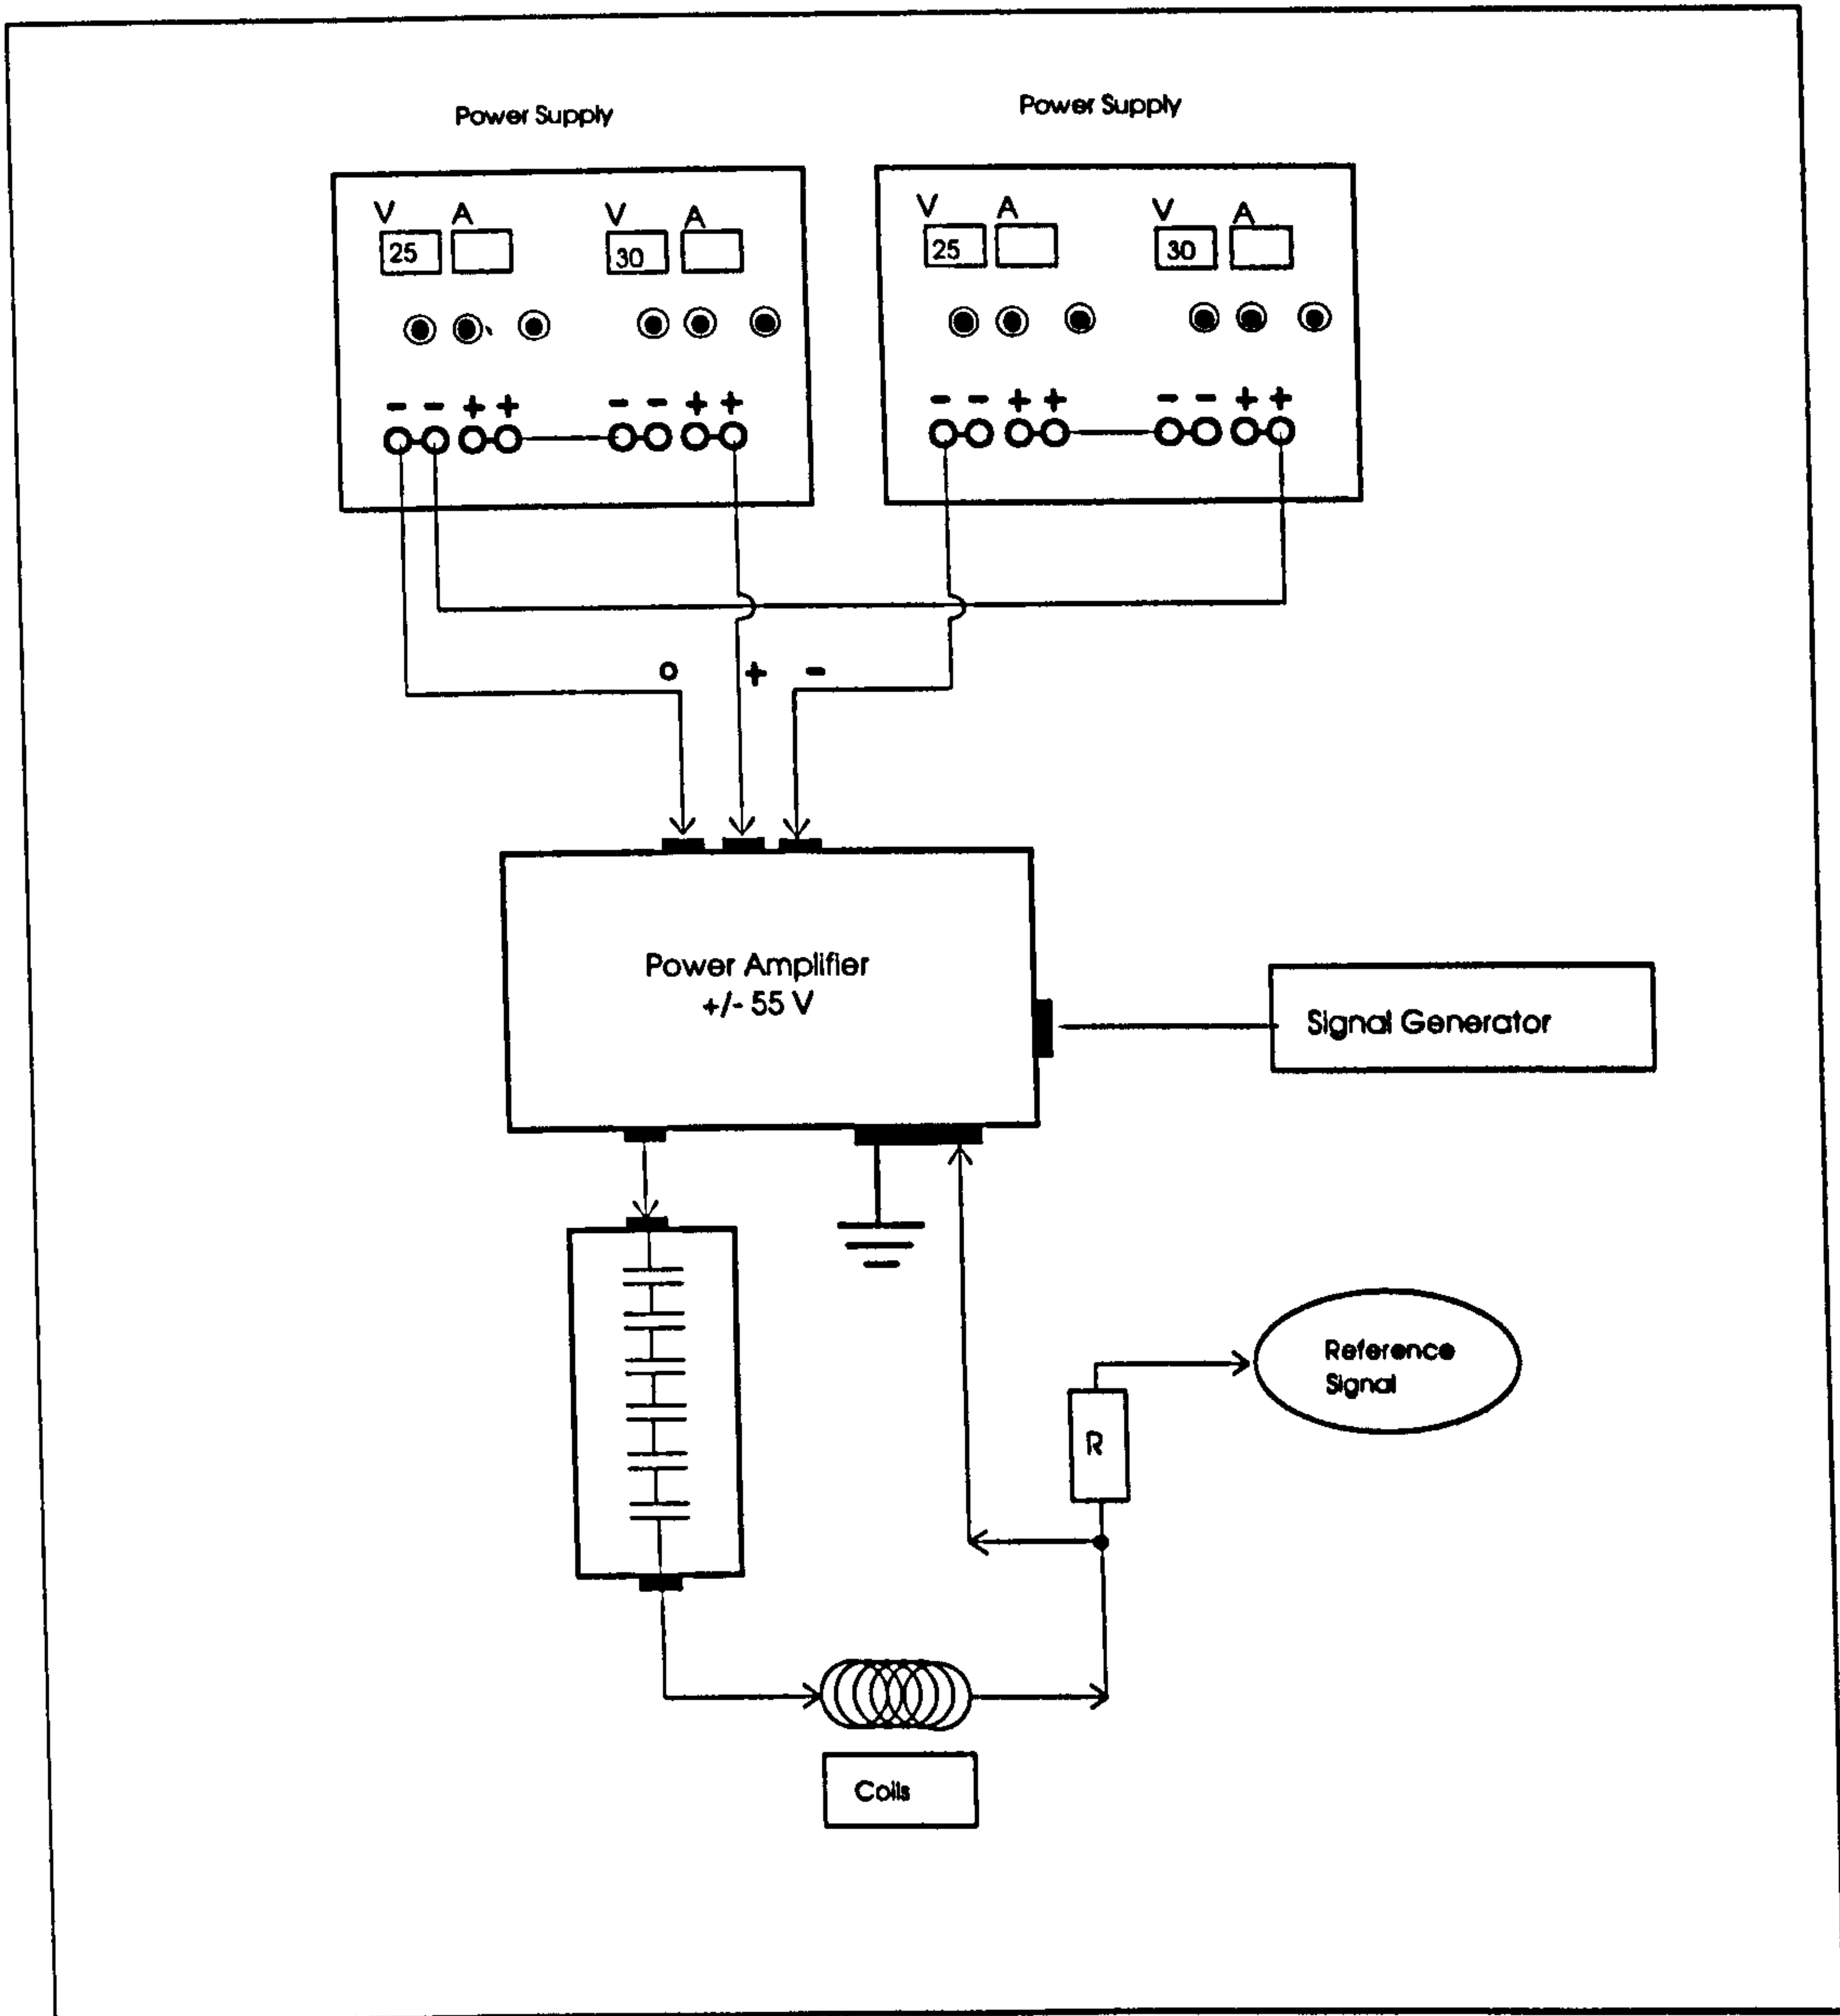 Power Supply
Power Supply
V A V A
25 30
V A V A
25 30
- - + + - - + +
- - + + - - + +
o + -
Power Amplifier
+/- 55 V
Signal Generator
Reference
Signal
R
Coils